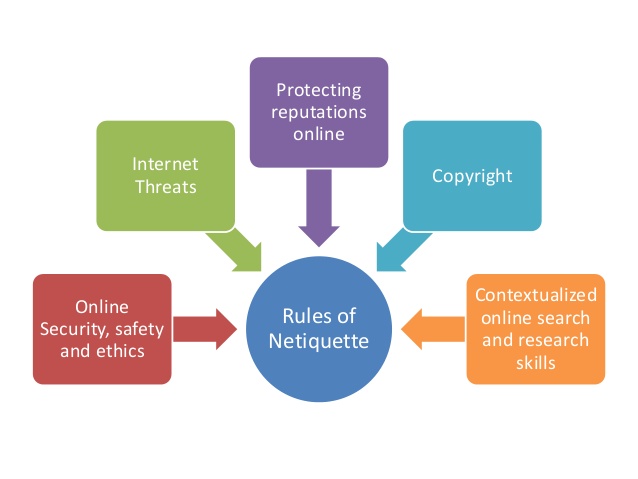 Protecting
reputations
online
Internet
Threats
Copyright
Online
Security, safety
and ethics
Rules of
Netiquette
Contextualized
online search
and research
skills